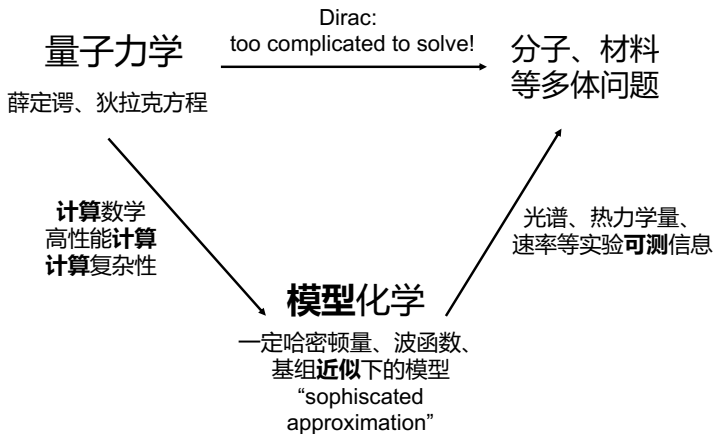 Dirac:
too complicated to solve!
量子力学
薛定谔、狄拉克方程
分子、材料
等多体问题
计算数学
高性能计算
计算复杂性
光谱、热力学量、
速率等实验可测信息
模型化学
一定哈密顿量、波函数、
基组近似下的模型
“sophiscated
approximation”